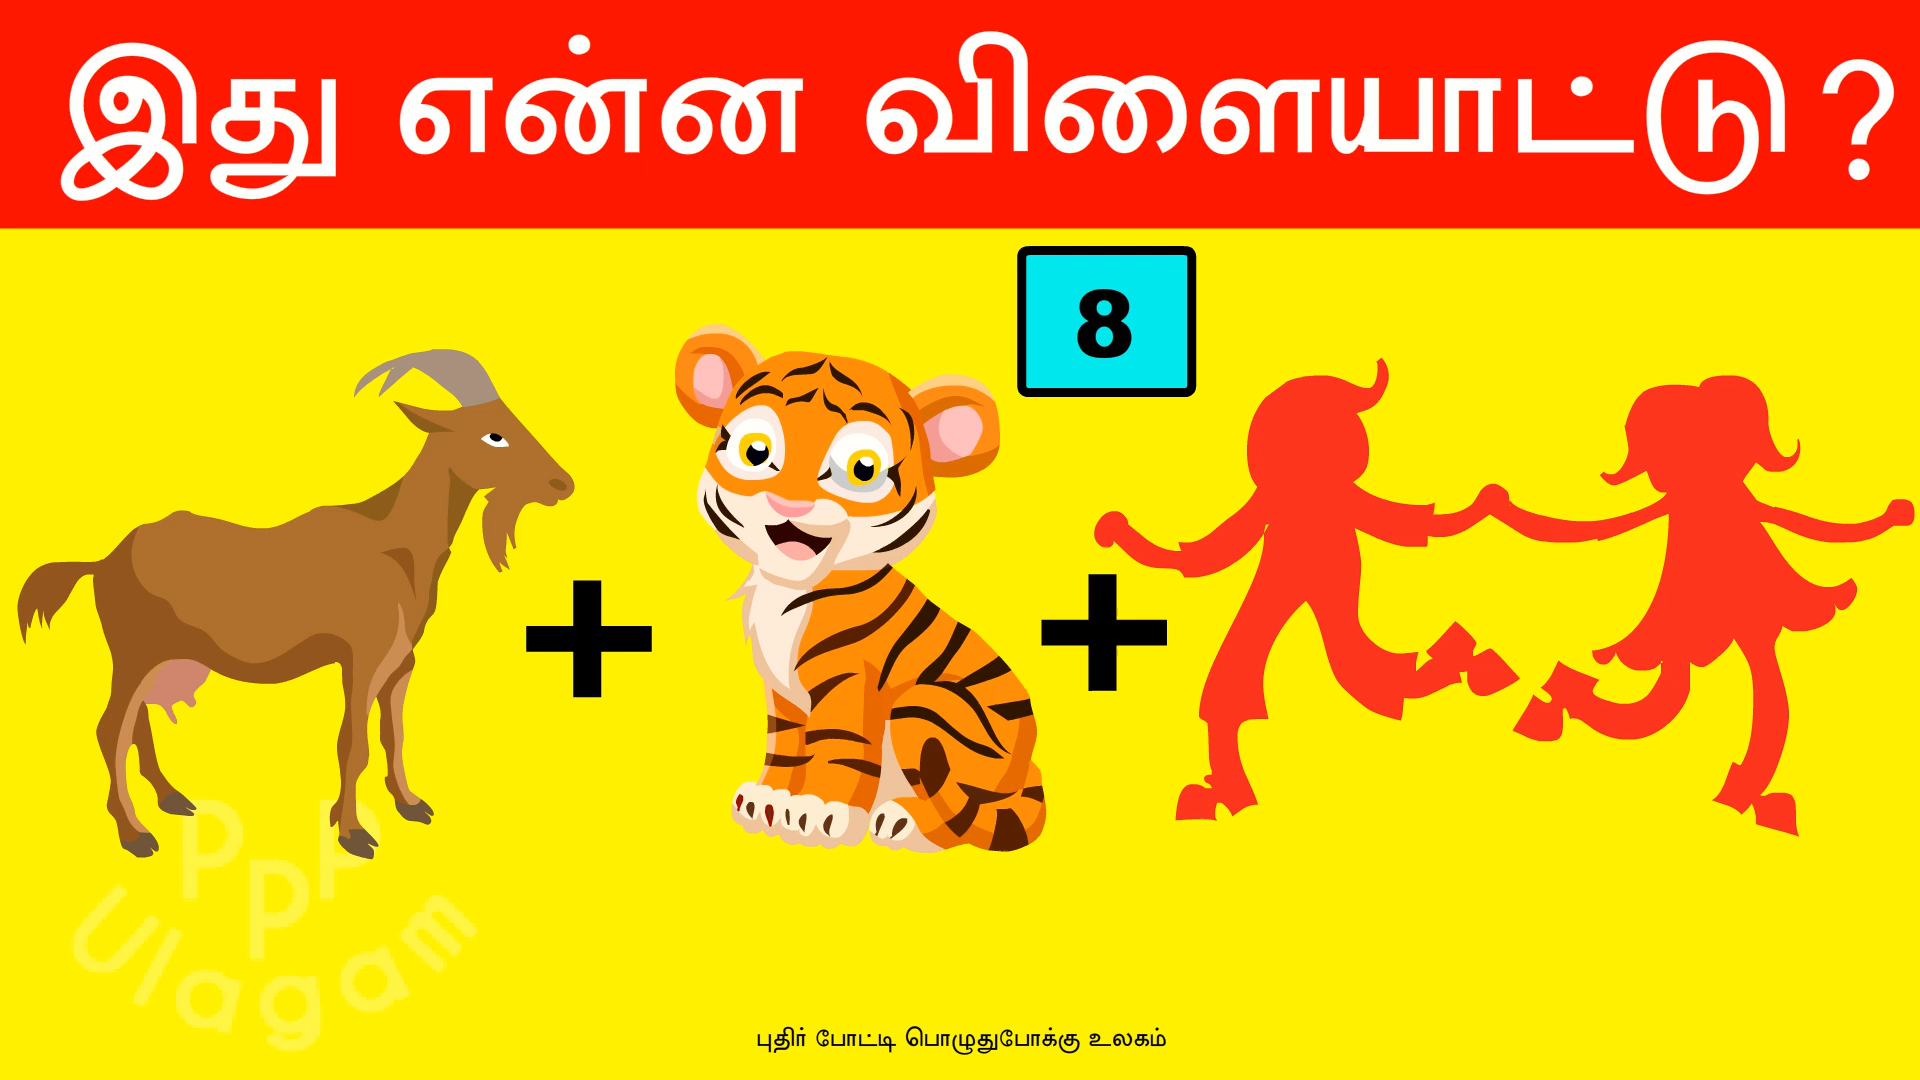 இது என்ன விளையாட்டு ?
8
PPP
Ulagam
புதிர் போட்டி பொழுதுபோக்கு உலகம்